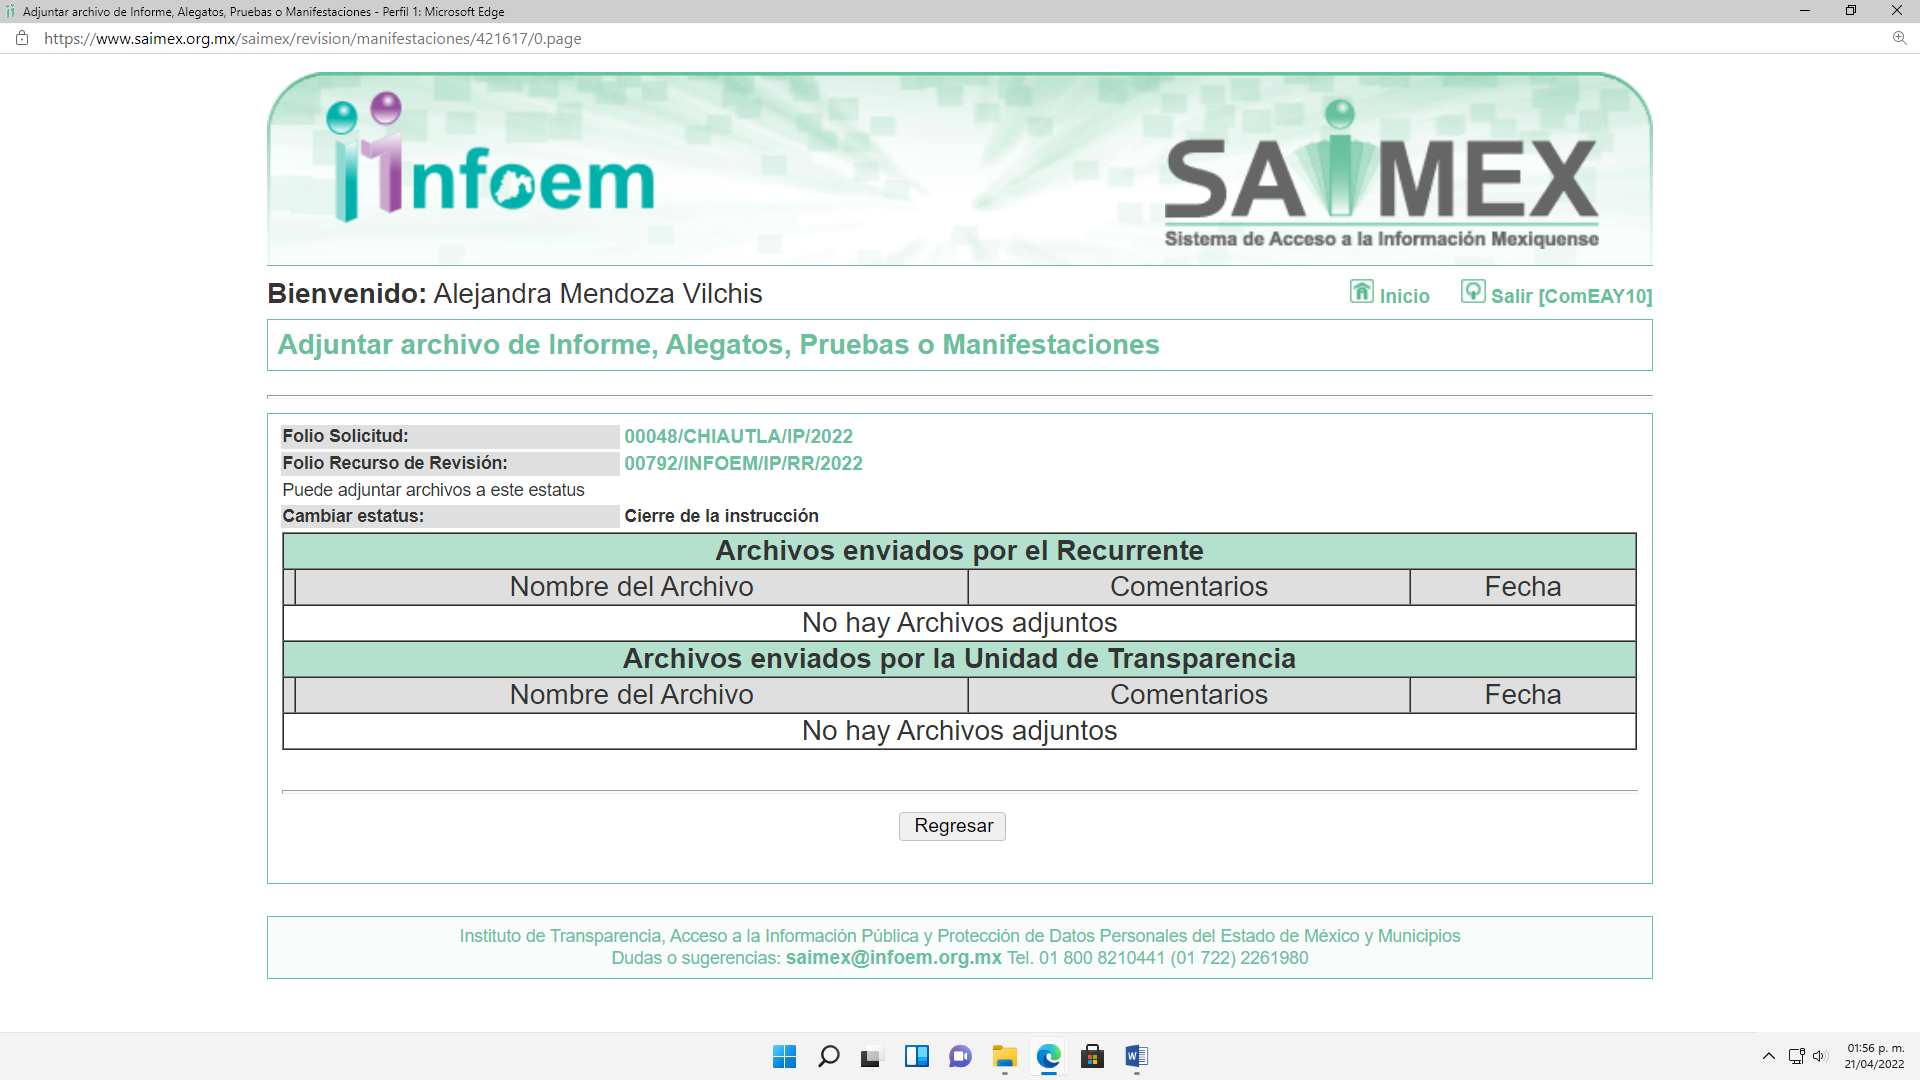 Adjuntar archivo de Informe, Alegatos, Pruebas o Manifestaciones - Perfil 1: Microsoft Edge
https://www.saimex.org.mx/saimex/revision/manifestaciones/421617/0.page
infoem
SAIMEX
Sistema de Acceso a la Información Mexiquense
Bienvenido: Alejandra Mendoza Vilchis
Inicio
Salir [ComEAY10]
Adjuntar archivo de Informe, Alegatos, Pruebas o Manifestaciones
Folio Solicitud: 00048/CHIAUTLA/IP/2022
Folio Recurso de Revisión: 00792/INFOEM/IP/RR/2022
Puede adjuntar archivos a este estatus
Cambiar estatus: Cierre de la instrucción
Archivos enviados por el Recurrente
Nombre del Archivo Comentarios Fecha
No hay Archivos adjuntos
Archivos enviados por la Unidad de Transparencia
Nombre del Archivo Comentarios Fecha
No hay Archivos adjuntos
Regresar
Instituto de Transparencia, Acceso a la Información Pública y Protección de Datos Personales del Estado de México y Municipios
Dudas o sugerencias: saimex@infoem.org.mx Tel. 01 800 8210441 (01 722) 2261980
01:56 p. m.
21/04/2022